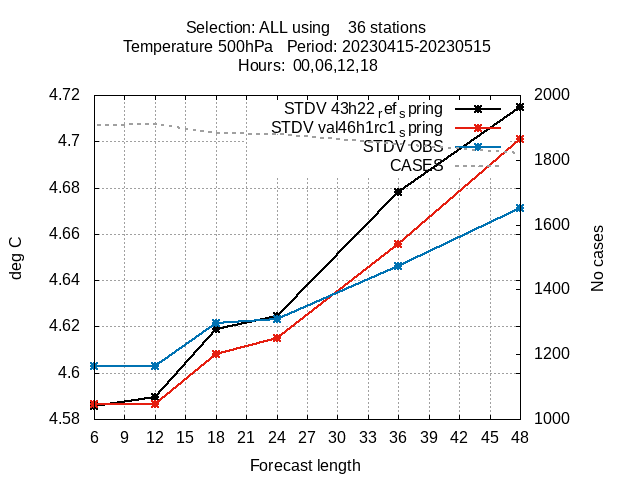 Selection: ALL using    36 stations
Temperature 500hPa   Period: 20230415-20230515
Hours:  00,06,12,18
4.72
4.7
4.68
4.66
4.64
4.62
4.6
4.58
2000
1800
1600
1400
1200
1000
STDV 43h22refspring
STDV val46h1rc1spring
STDV OBS
CASES
deg C
No cases
6 9 12 15 18 21 24 27 30 33 36 39 42 45 48
Forecast length